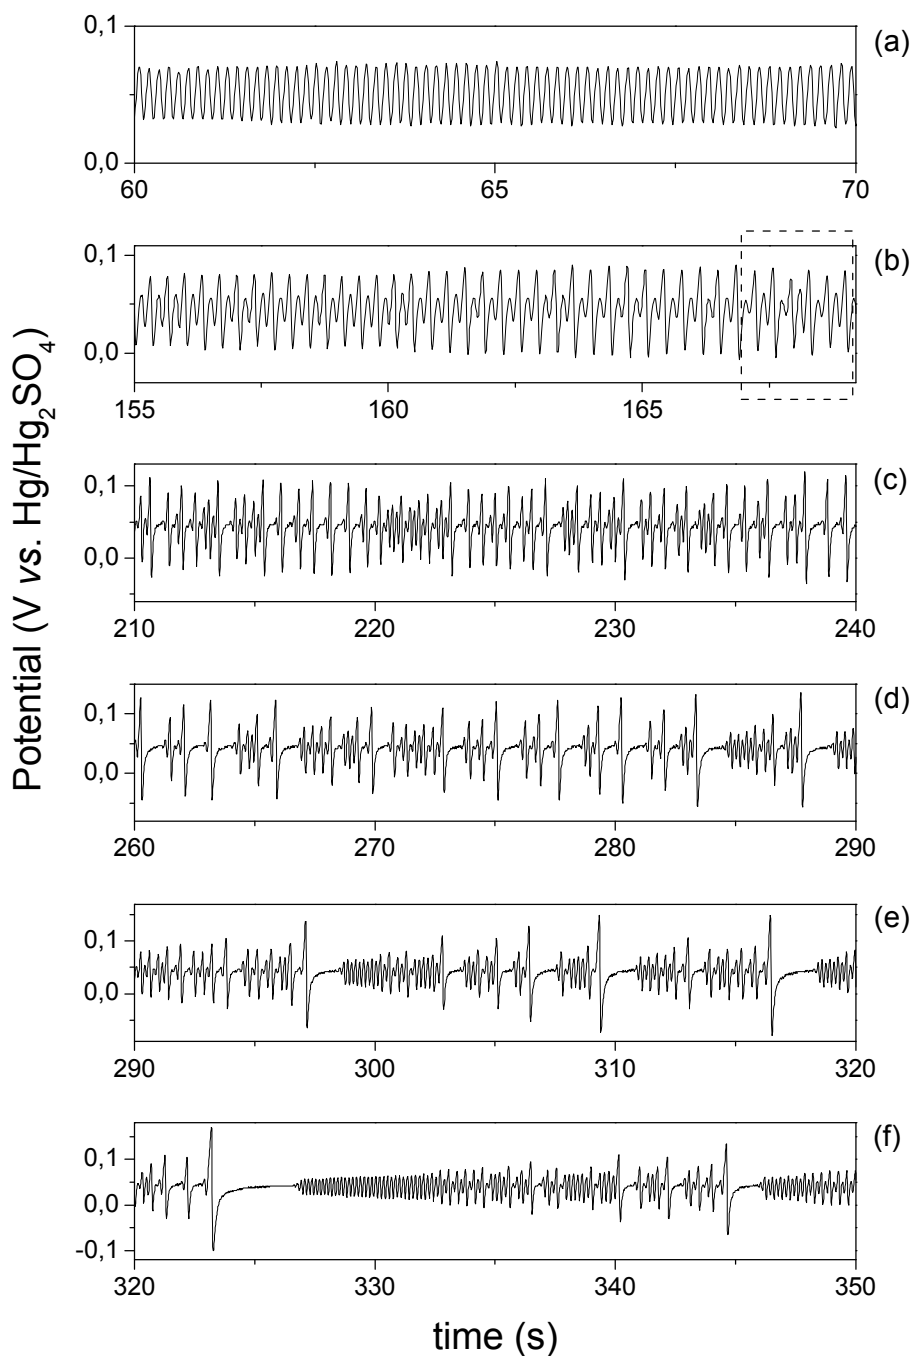 Potential (V vs. Hg/Hg₂SO₄)
(a)
0,1
0,0
60 65 70
(b)
0,1
0,0
155 160 165
(c)
0,1
0,0
210 220 230 240
(d)
0,1
0,0
260 270 280 290
(e)
0,1
0,0
290 300 310 320
(f)
0,1
0,0
-0,1
320 330 340 350
time (s)